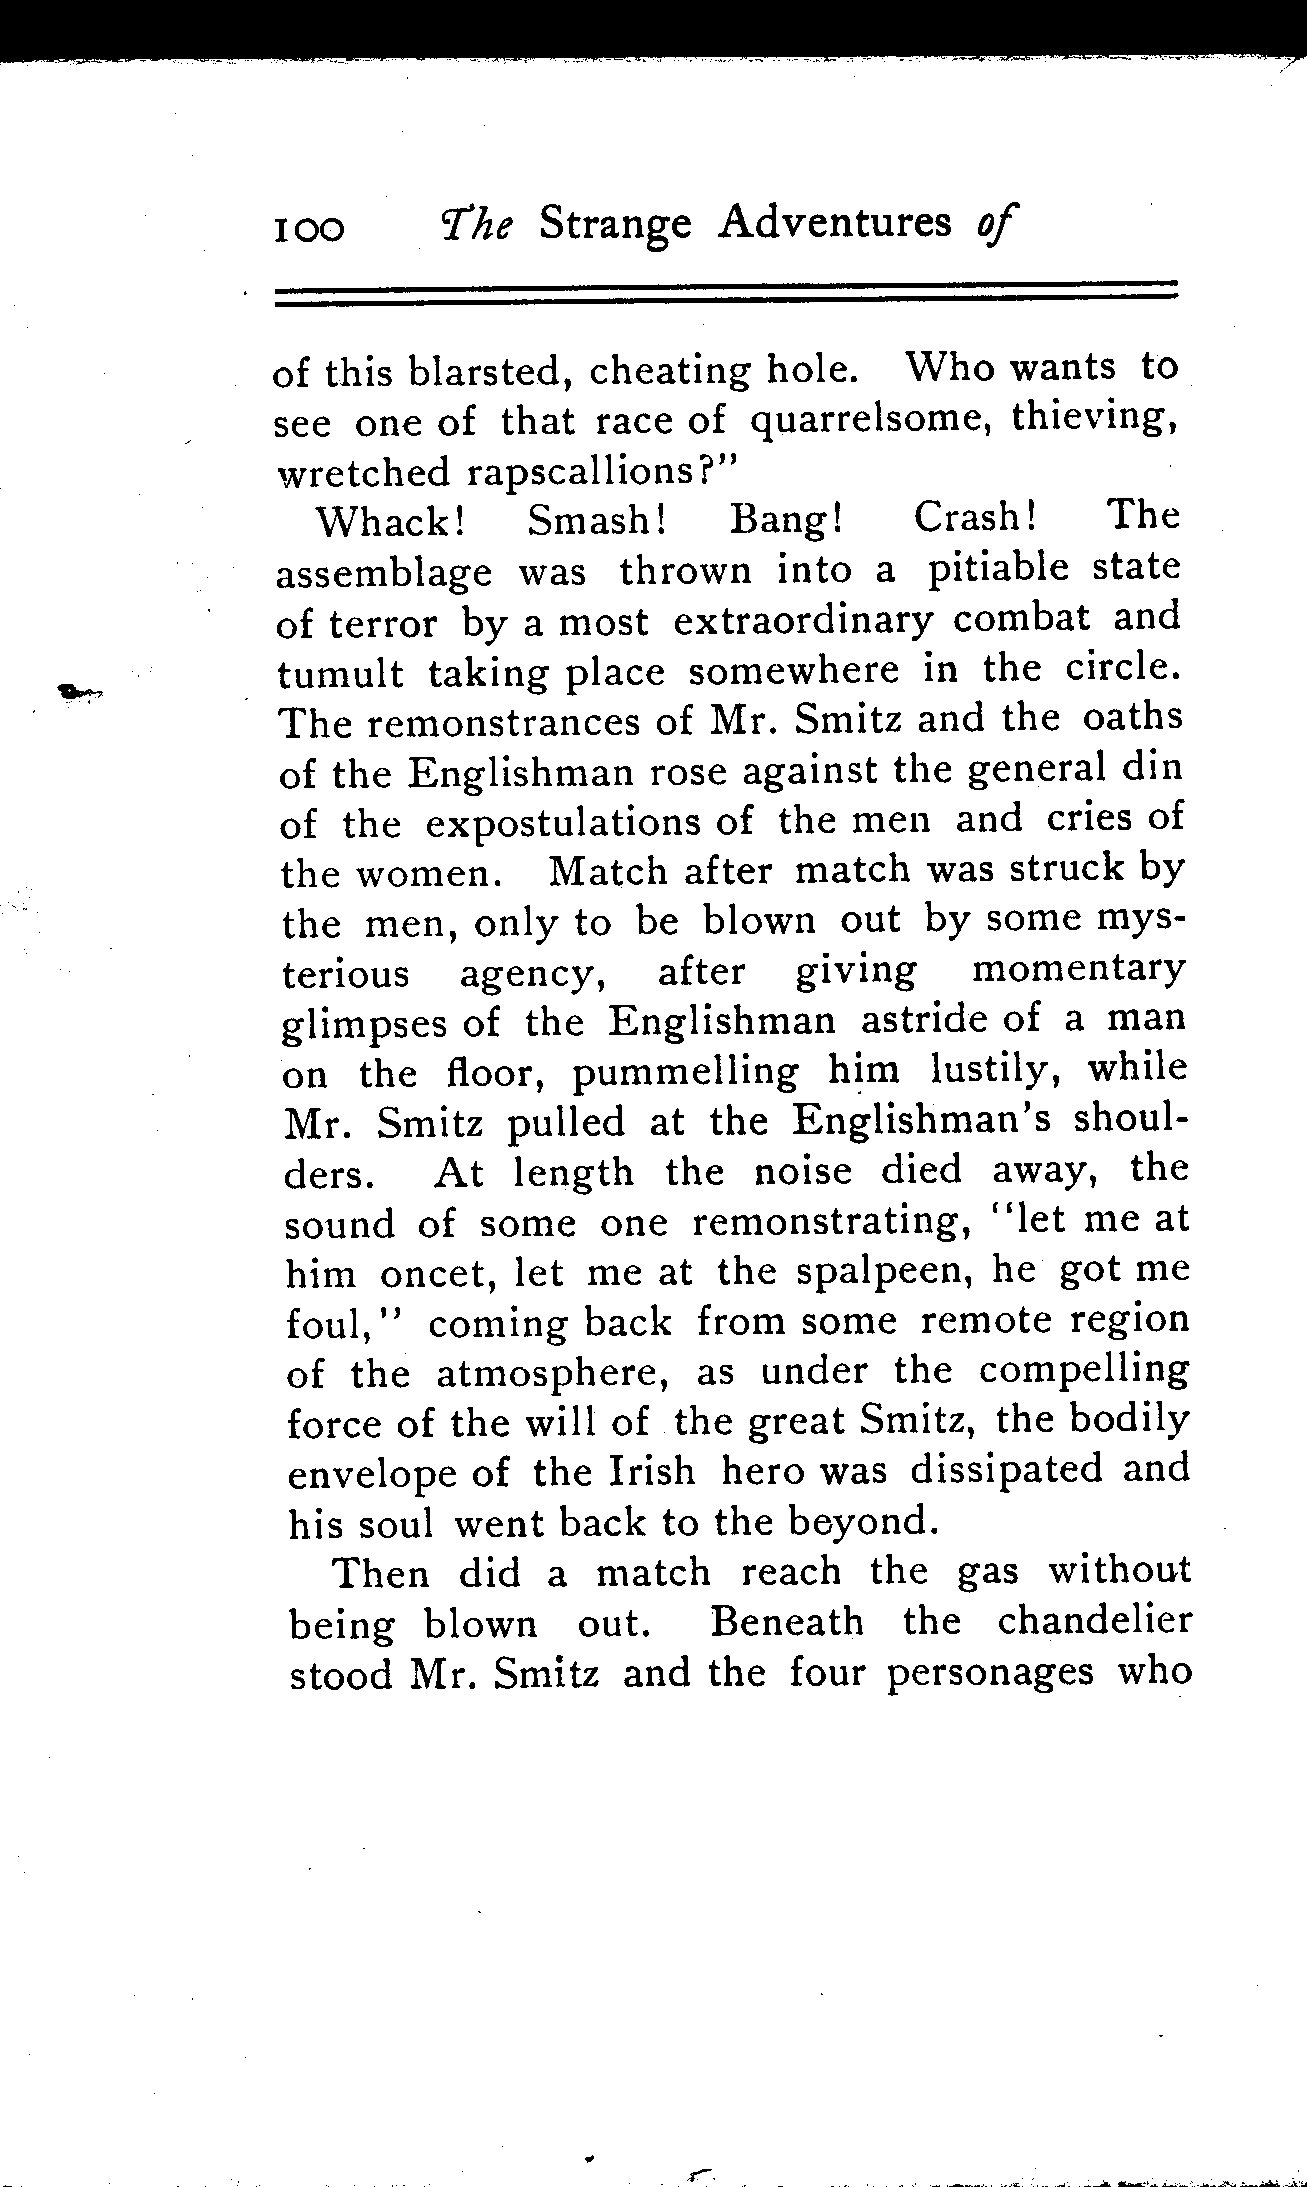 100 The Strange Adventures of
of this blarsted, cheating hole. Who wants to
see one of that race of quarrelsome, thieving,
wretched rapscallions?"
Whack! Smash! Bang! Crash! The
assemblage was thrown into a pitiable state
of terror by a most extraordinary combat and
tumult taking place somewhere in the circle.
The remonstrances of Mr. Smitz and the oaths
of the Englishman rose against the general din
of the expostulations of the men and cries of
the women. Match after match was struck by
the men, only to be blown out by some mys-
terious agency, after giving momentary
glimpses of the Englishman astride of a man
on the floor, pummelling him lustily, while
Mr. Smitz pulled at the Englishman's shoul-
ders. At length the noise died away, the
sound of some one remonstrating, "let me at
him oncet, let me at the spalpeen, he got me
foul," coming back from some remote region
of the atmosphere, as under the compelling
force of the will of the great Smitz, the bodily
envelope of the Irish hero was dissipated and
his soul went back to the beyond.
Then did a match reach the gas without
being blown out. Beneath the chandelier
stood Mr. Smitz and the four personages who